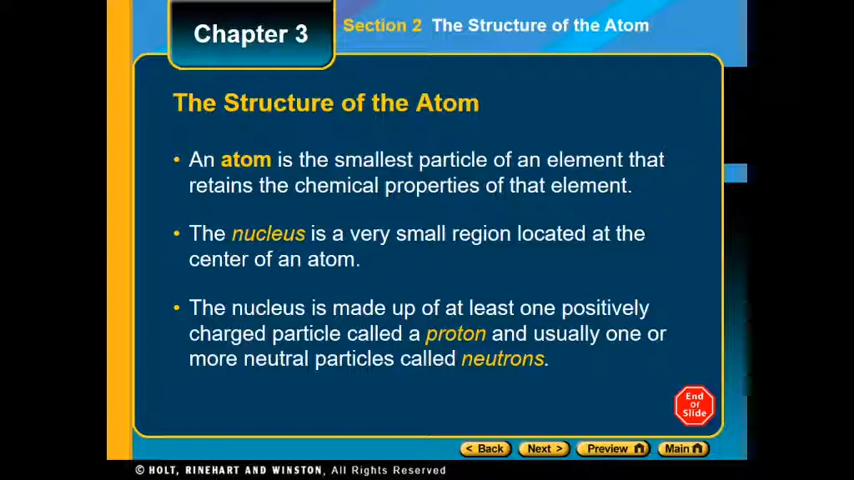 Chapter 3
Section 2 The Structure of the Atom
The Structure of the Atom
• An atom is the smallest particle of an element that
retains the chemical properties of that element.
• The nucleus is a very small region located at the
center of an atom.
• The nucleus is made up of at least one positively
charged particle called a proton and usually one or
more neutral particles called neutrons.
End
Of
Slide
< Back Next > Preview Main
© HOLT, RINEHART AND WINSTON, All Rights Reserved